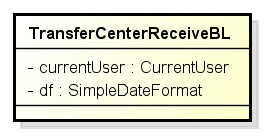 TransferCenterReceiveBL
- currentUser : CurrentUser
- df : SimpleDateFormat